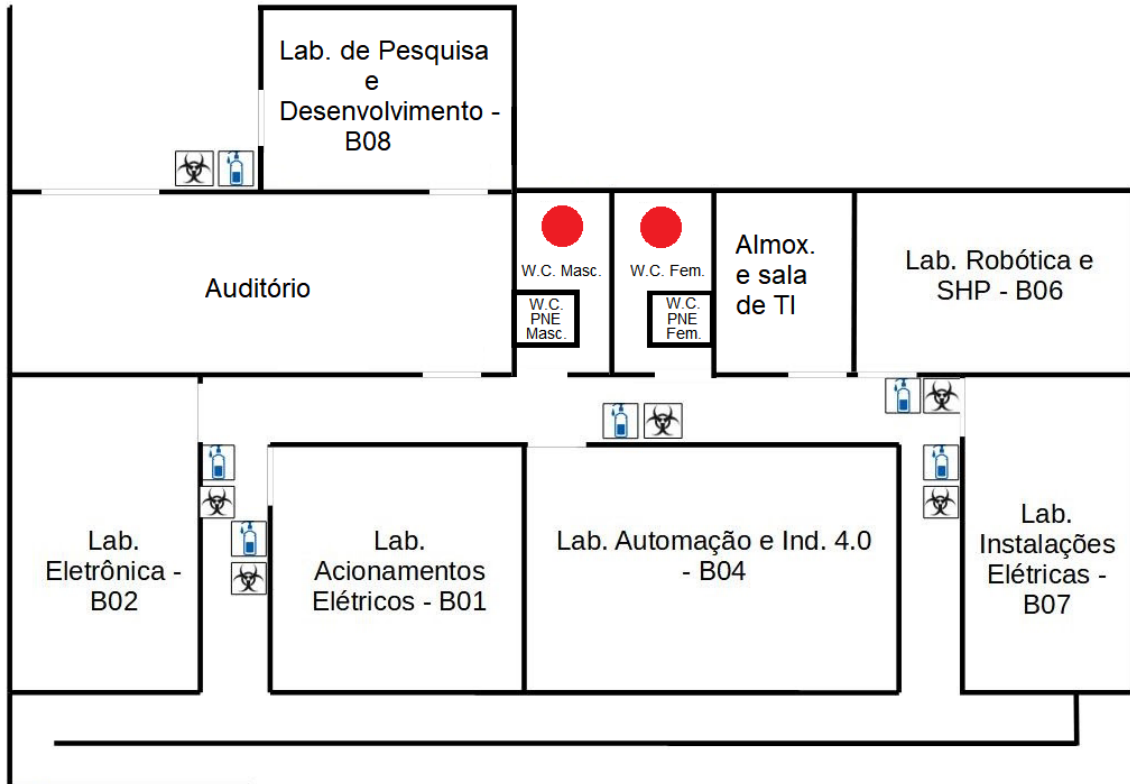 Lab. de Pesquisa
e
Desenvolvimento -
B08
Auditório
W.C. Masc.
W.C.
PNE
Masc.
W.C. Fem.
W.C.
PNE
Fem.
Almox.
e sala
de TI
Lab. Robótica e
SHP - B06
Lab.
Eletrônica -
B02
Lab.
Acionamentos
Elétricos - B01
Lab. Automação e Ind. 4.0
- B04
Lab.
Instalações
Elétricas -
B07